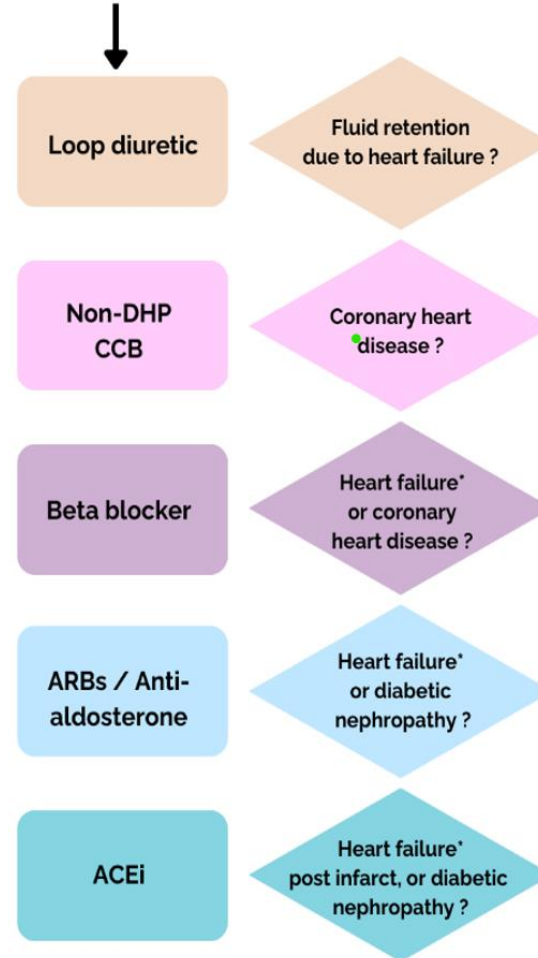 Loop diuretic
Fluid retention
due to heart failure ?
Non-DHP
CCB
Coronary heart
disease ?
Beta blocker
Heart failure*
or coronary
heart disease ?
ARBs / Anti-
aldosterone
Heart failure*
or diabetic
nephropathy ?
ACEi
Heart failure*
post infarct, or diabetic
nephropathy ?